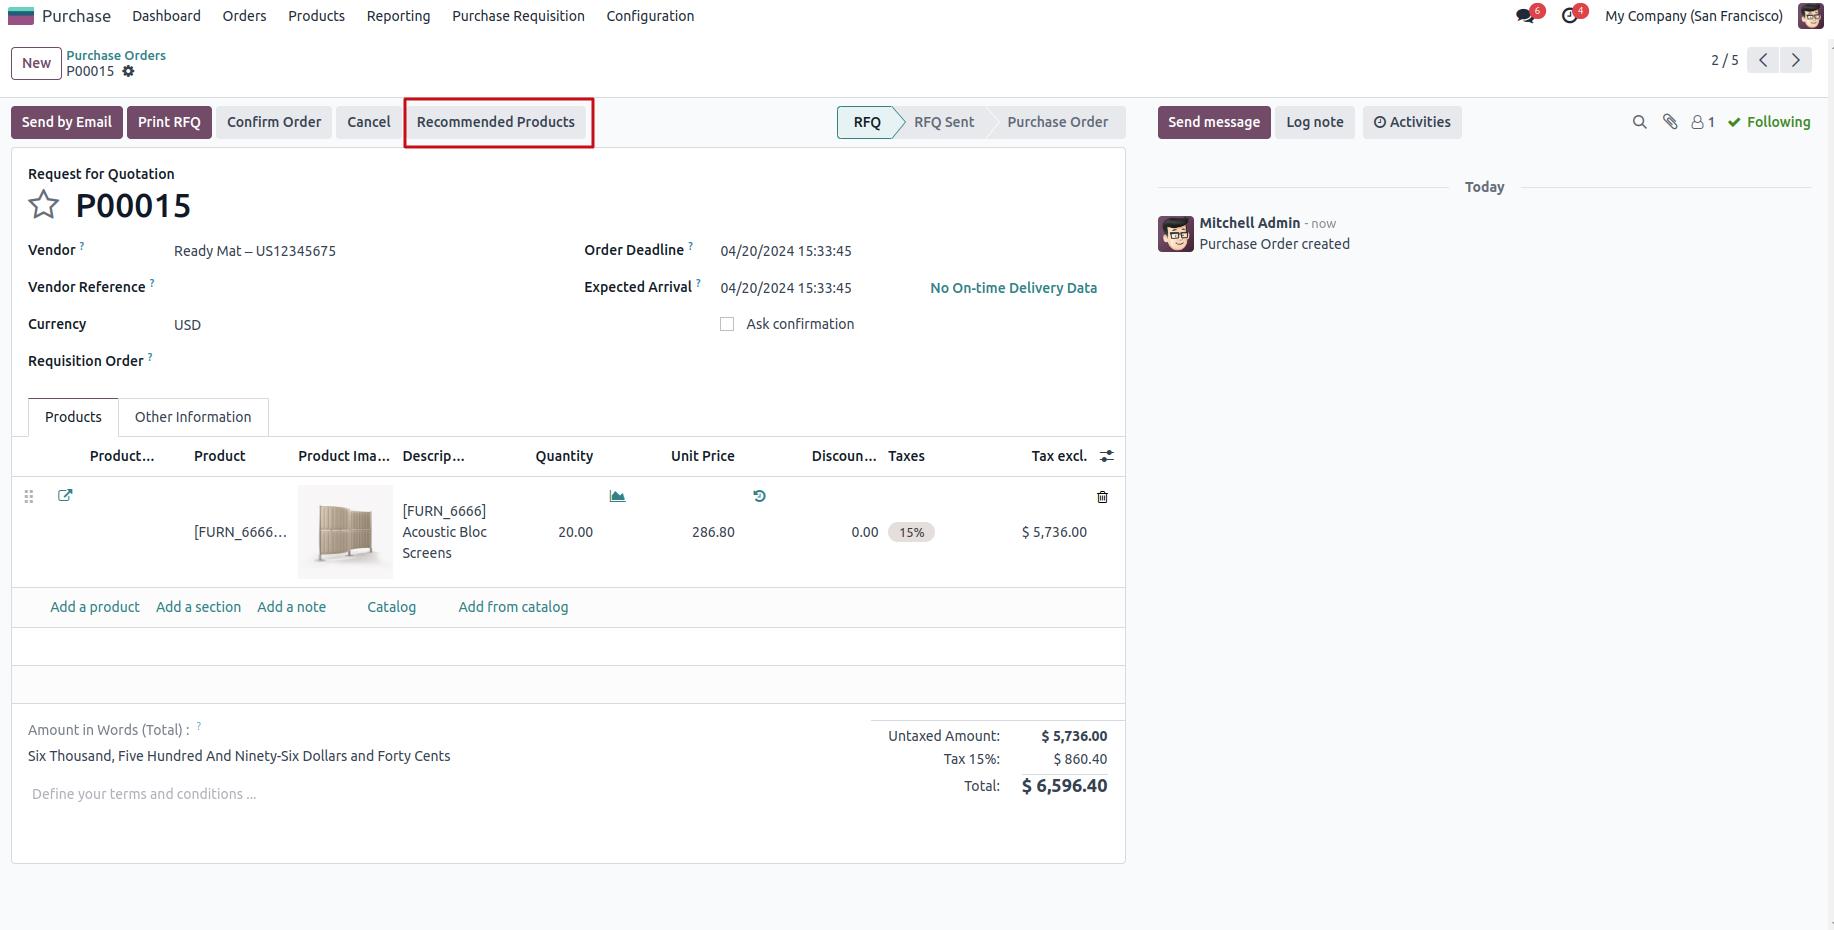 Purchase Dashboard Orders Products Reporting Purchase Requisition Configuration 6 4 My Company (San Francisco)
New Purchase Orders
P00015 2 / 5
Send by Email Print RFQ Confirm Order Cancel Recommended Products RFQ RFQ Sent Purchase Order Send message Log note Activities 1 Following
Request for Quotation
P00015
Today
Mitchell Admin - now
Purchase Order created
Vendor ? Ready Mat – US12345675 Order Deadline ? 04/20/2024 15:33:45
Vendor Reference ? Expected Arrival ? 04/20/2024 15:33:45 No On-time Delivery Data
Currency USD Ask confirmation
Requisition Order ?
Products Other Information
Product... Product Product Ima... Descrip... Quantity Unit Price Discoun... Taxes Tax excl.
[FURN_6666... [FURN_6666] Acoustic Bloc Screens 20.00 286.80 0.00 15% $ 5,736.00
Add a product Add a section Add a note Catalog Add from catalog
Amount in Words (Total) : ?
Six Thousand, Five Hundred And Ninety-Six Dollars and Forty Cents
Define your terms and conditions ...
Untaxed Amount: $ 5,736.00
Tax 15%: $ 860.40
Total: $ 6,596.40